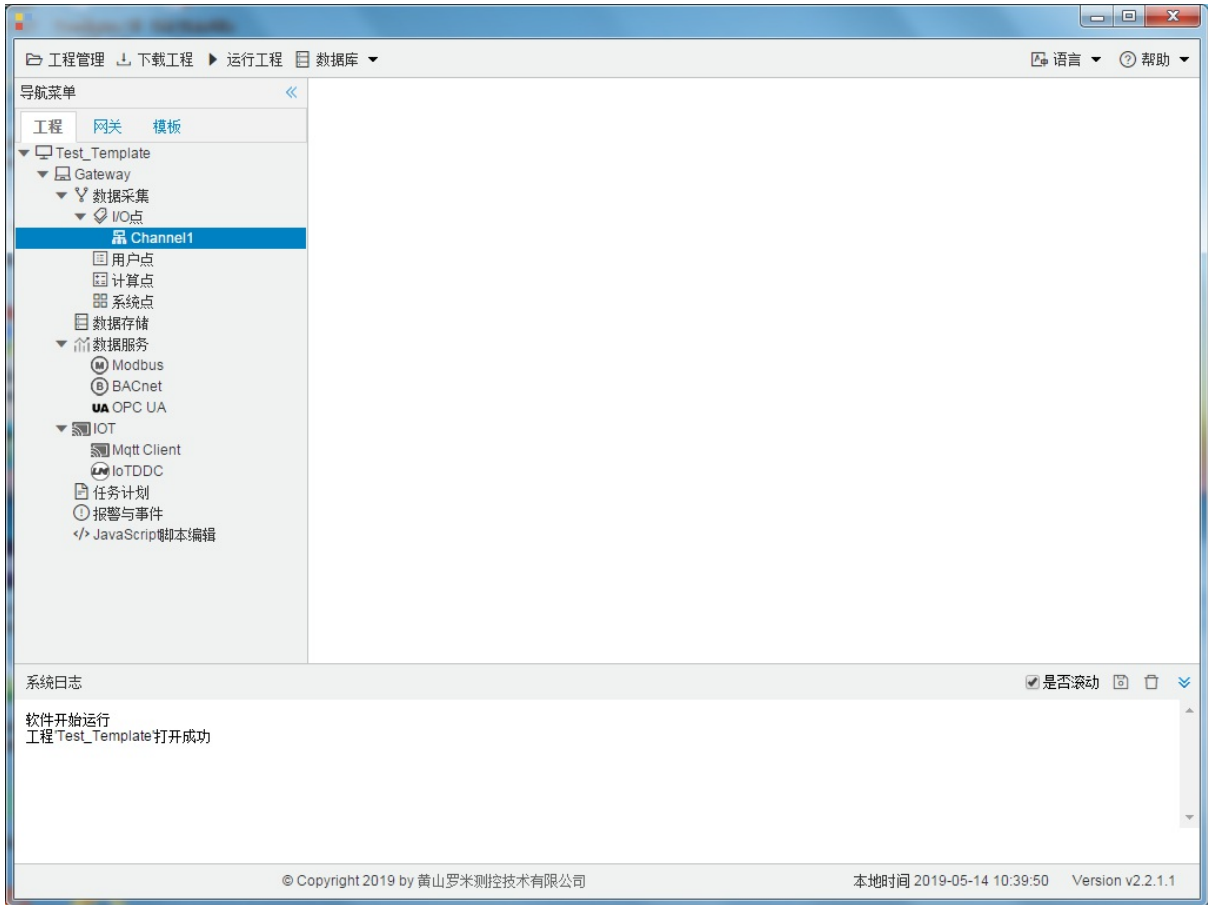 工程管理 下载工程 运行工程 数据库 语言 帮助
导航菜单
工程 网关 模板
Test_Template
Gateway
数据采集
I/O点
Channel1
用户点
计算点
系统点
数据存储
数据服务
Modbus
BACnet
UA OPC UA
IOT
Mqtt Client
IoTDDC
任务计划
报警与事件
JavaScript脚本编辑
系统日志 是否滚动
软件开始运行
工程'Test_Template'打开成功
© Copyright 2019 by 黄山罗米测控技术有限公司 本地时间 2019-05-14 10:39:50 Version v2.2.1.1